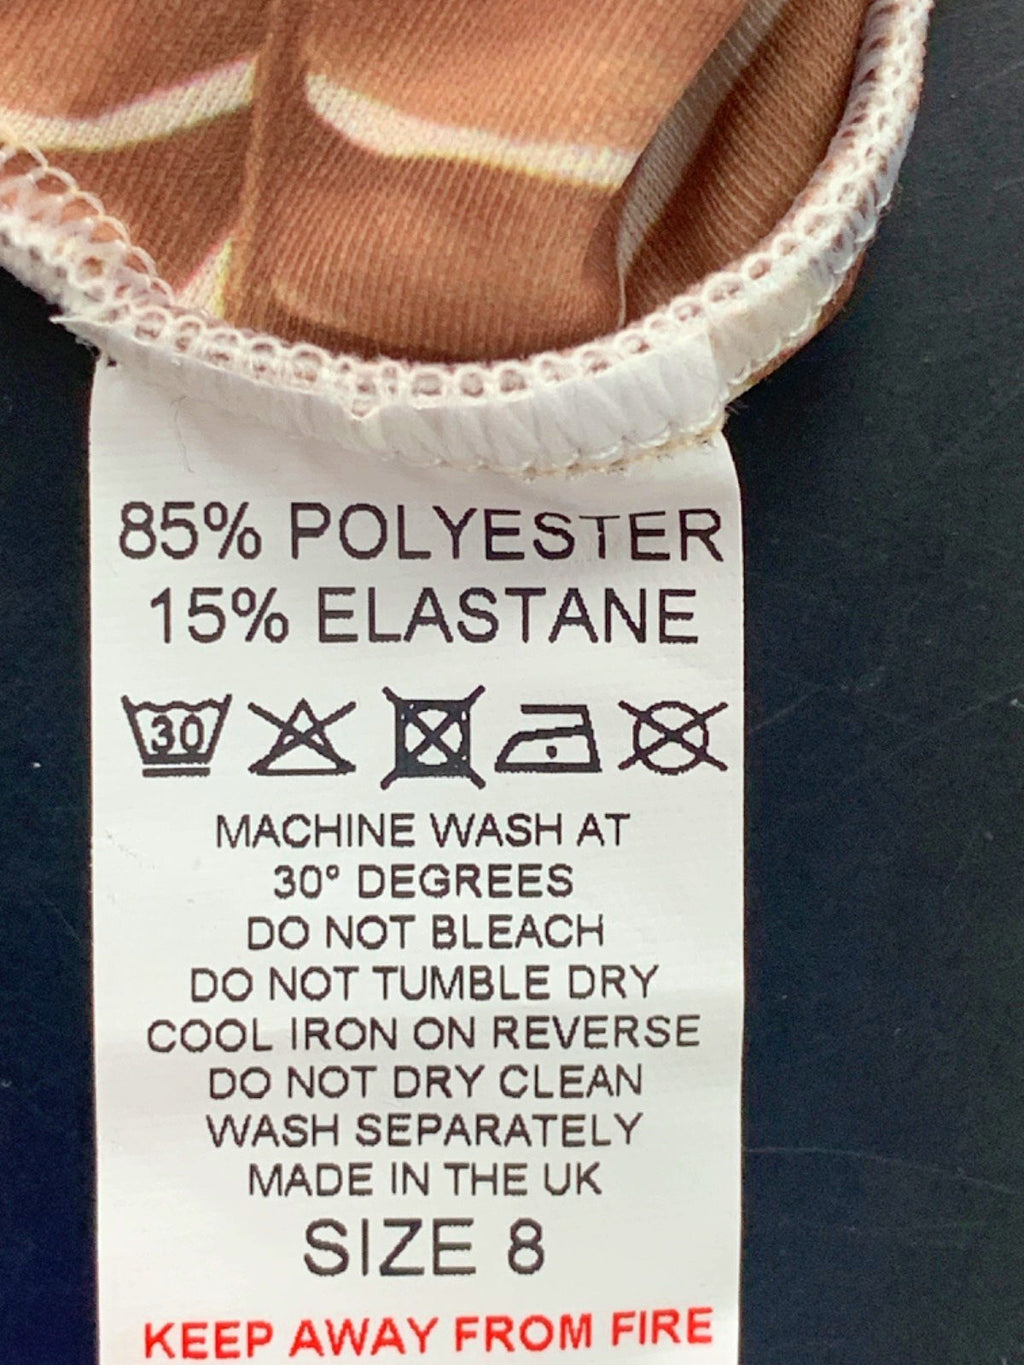 85% POLYESTER
15% ELASTANE
30
MACHINE WASH AT
30° DEGREES
DO NOT BLEACH
DO NOT TUMBLE DRY
COOL IRON ON REVERSE
DO NOT DRY CLEAN
WASH SEPARATELY
MADE IN THE UK
SIZE 8
KEEP AWAY FROM FIRE